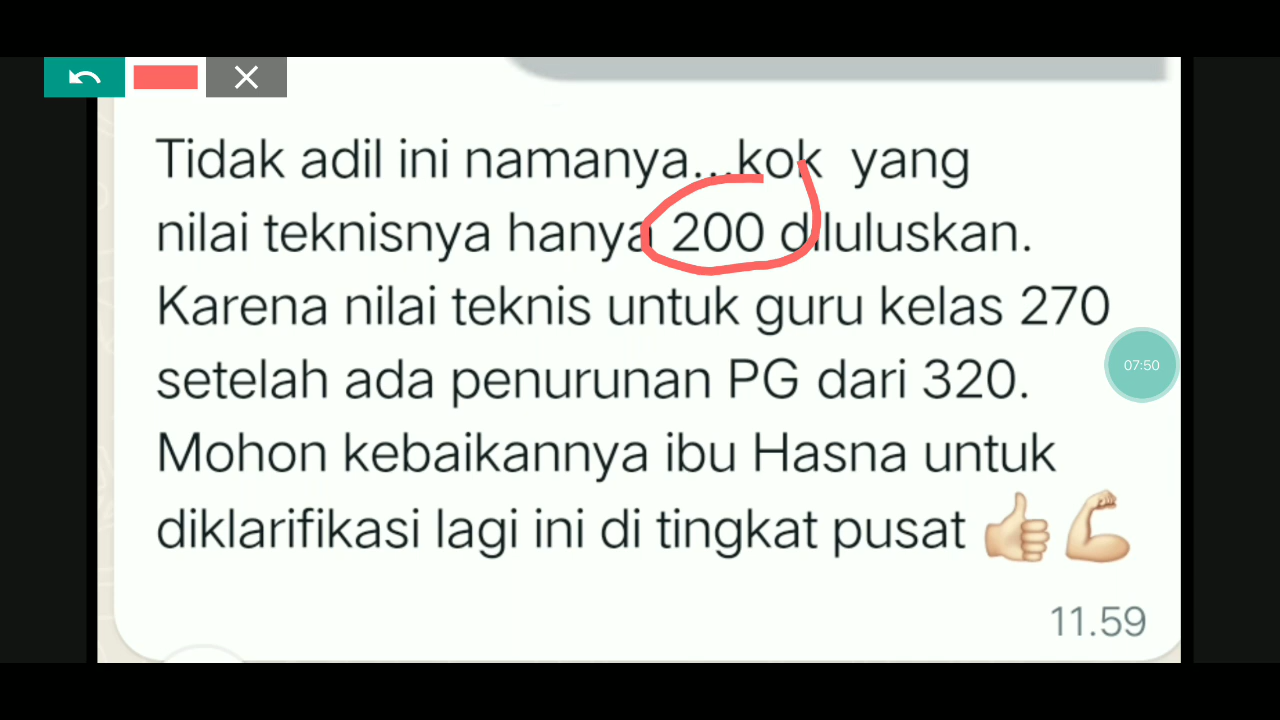 Tidak adil ini namanya...kok yang
nilai teknisnya hanya 200 diluluskan.
Karena nilai teknis untuk guru kelas 270
setelah ada penurunan PG dari 320.
07:50
Mohon kebaikannya ibu Hasna untuk
diklarifikasi lagi ini di tingkat pusat 👍🏻💪🏻
11.59